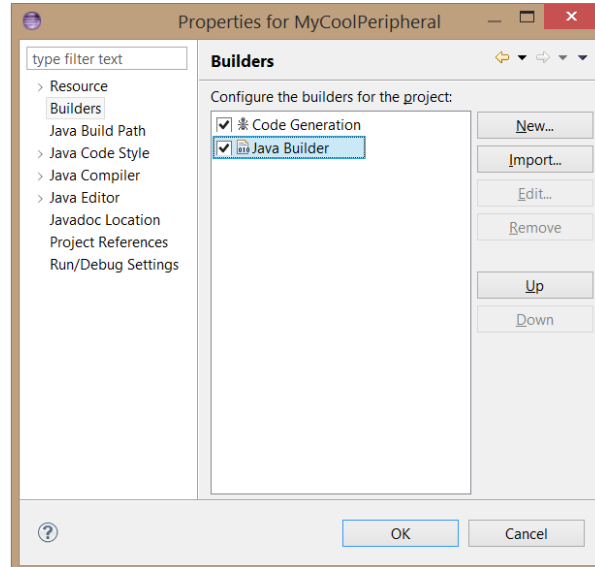 Properties for MyCoolPeripheral
type filter text
Resource
Builders
Java Build Path
Java Code Style
Java Compiler
Java Editor
Javadoc Location
Project References
Run/Debug Settings
Builders
Configure the builders for the project:
Code Generation
Java Builder
New...
Import...
Edit...
Remove
Up
Down
OK
Cancel